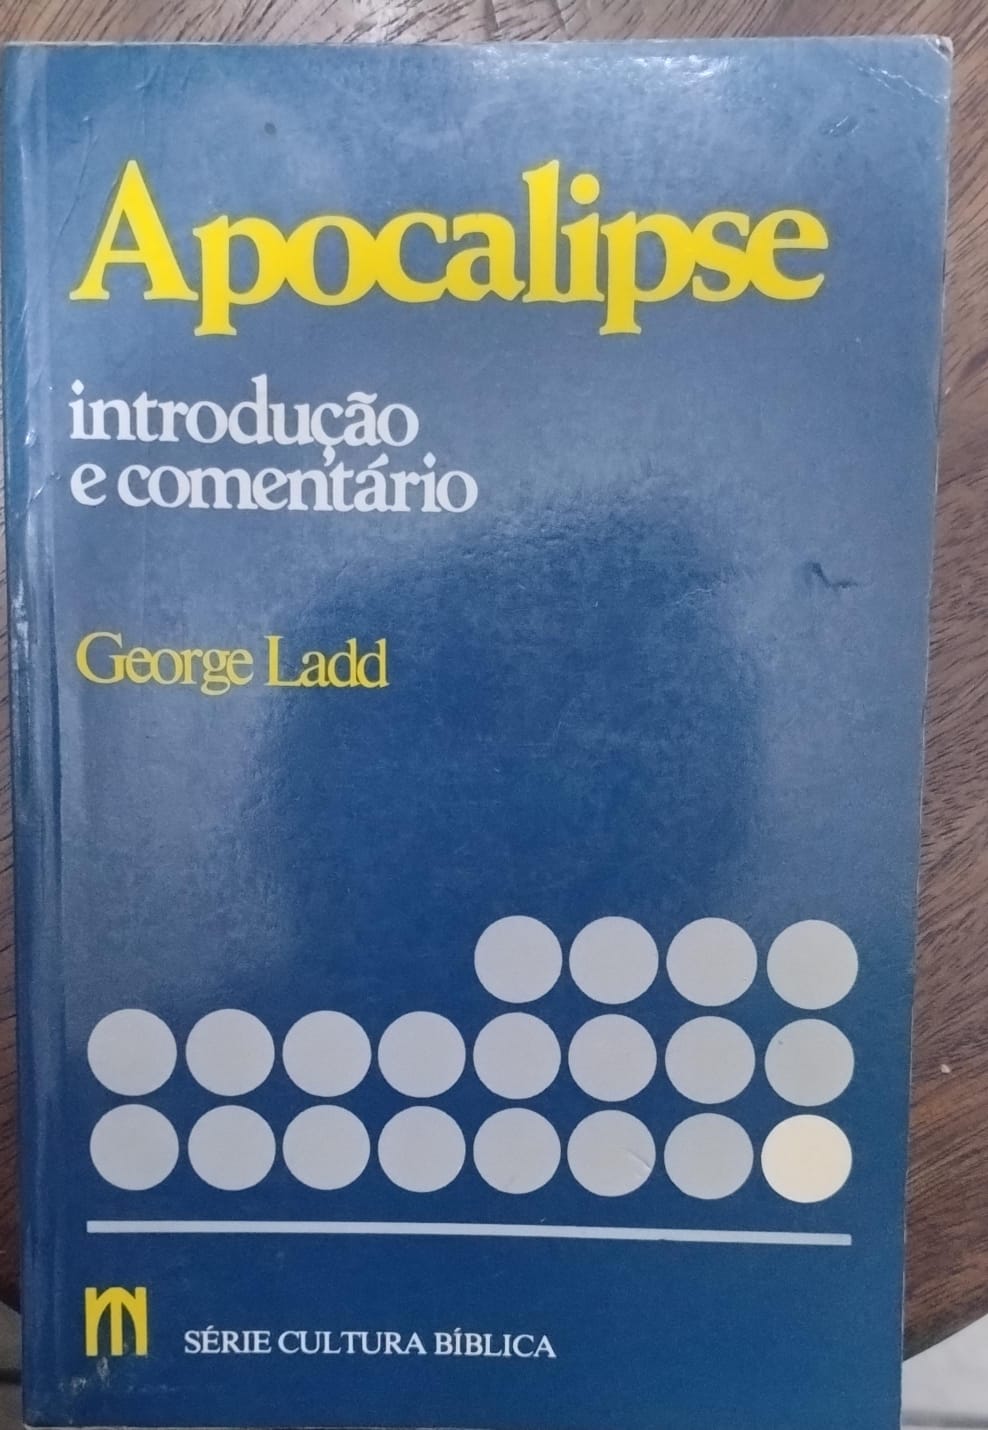 Apocalipse
introdução
e comentário
George Ladd
SÉRIE CULTURA BÍBLICA